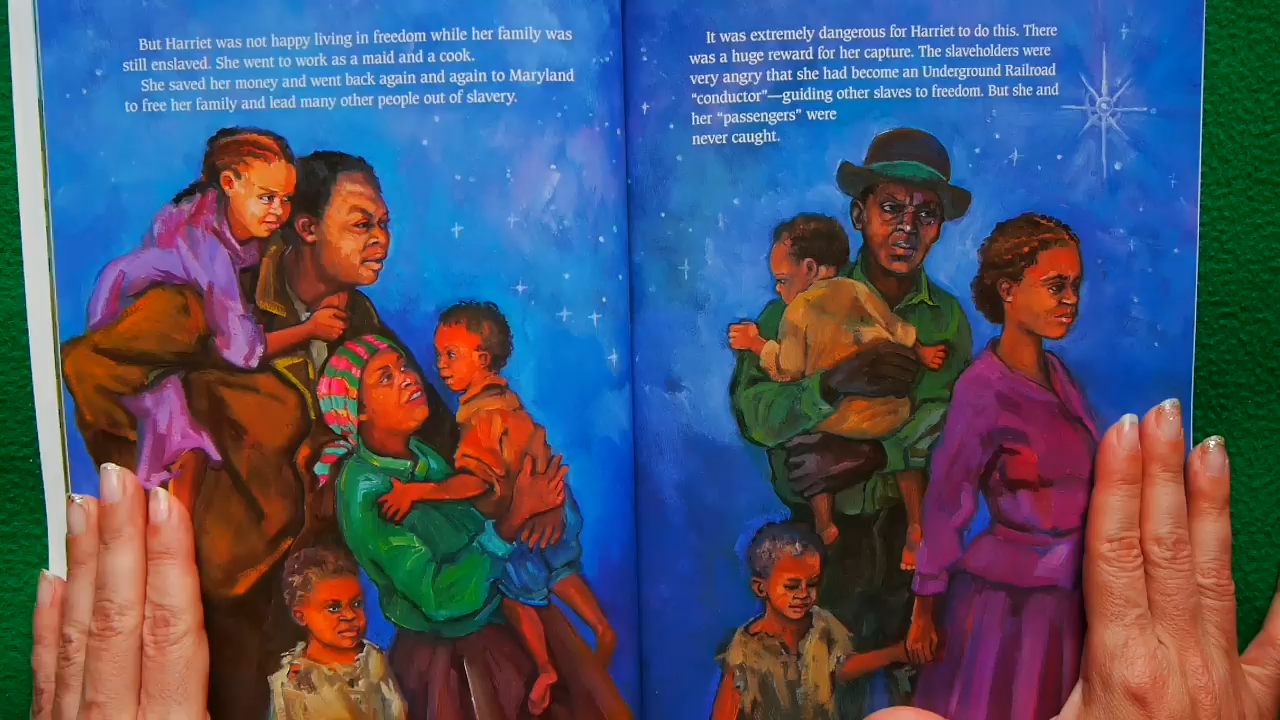 But Harriet was not happy living in freedom while her family was
still enslaved. She went to work as a maid and a cook.
She saved her money and went back again and again to Maryland
to free her family and lead many other people out of slavery.
It was extremely dangerous for Harriet to do this. There
was a huge reward for her capture. The slaveholders were
very angry that she had become an Underground Railroad
“conductor”—guiding other slaves to freedom. But she and
her “passengers” were
never caught.